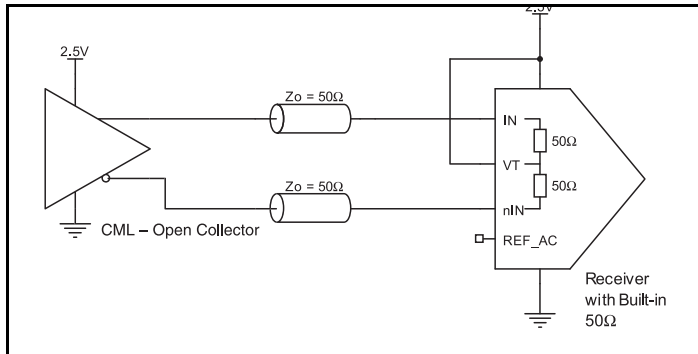 2.5V
2.5V
Zo = 50Ω
IN
50Ω
VT
50Ω
Zo = 50Ω
nIN
CML – Open Collector
REF_AC
Receiver
with Built-in
50Ω